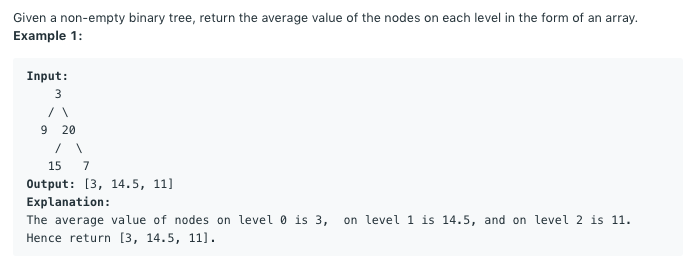 Given a non-empty binary tree, return the average value of the nodes on each level in the form of an array.
Example 1:
Input:
    3
   / \
  9  20
    /  \
   15   7
Output: [3, 14.5, 11]
Explanation:
The average value of nodes on level 0 is 3,  on level 1 is 14.5, and on level 2 is 11.
Hence return [3, 14.5, 11].